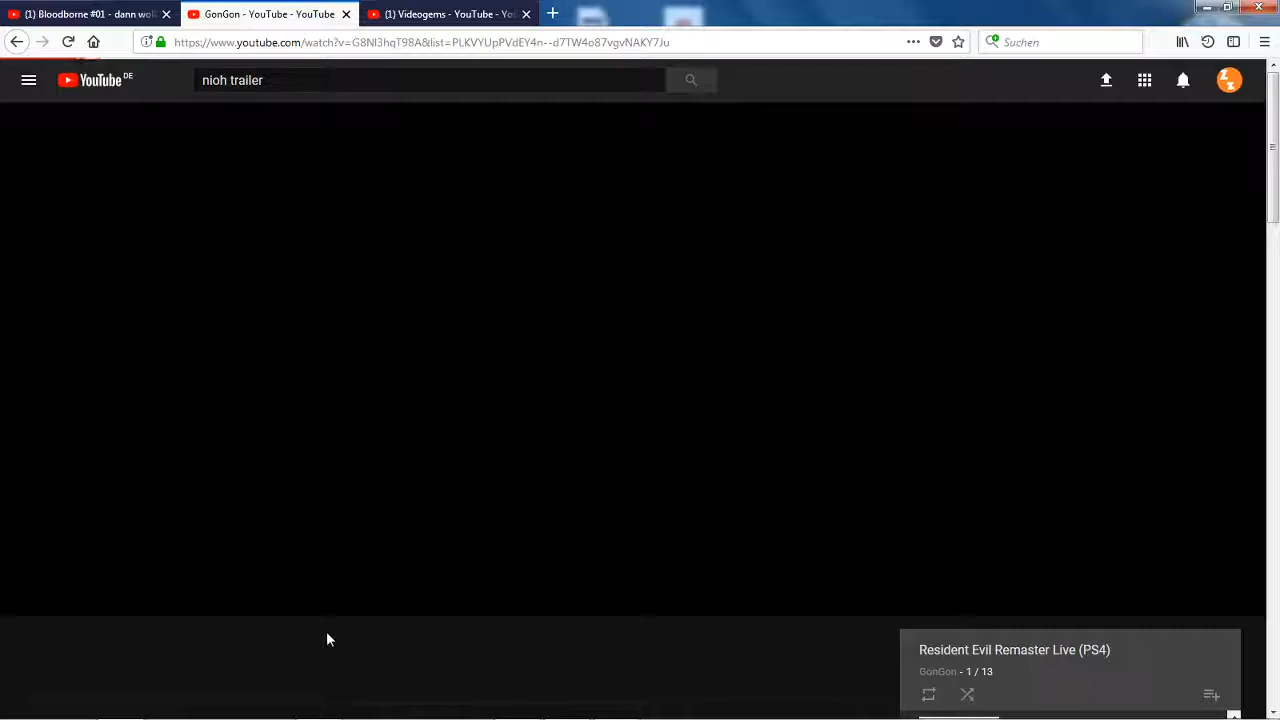 (1) Bloodborne #01 - dann wol
GonGon - YouTube - YouTube
(1) Videogems - YouTube - Yo
https://www.youtube.com/watch?v=G8NI3hqT98A&list=PLKVYUpPVdEY4n--d7TW4o87vgvNAKY7Ju
Suchen
YouTube DE
nioh trailer
Resident Evil Remaster Live (PS4)
GonGon - 1 / 13